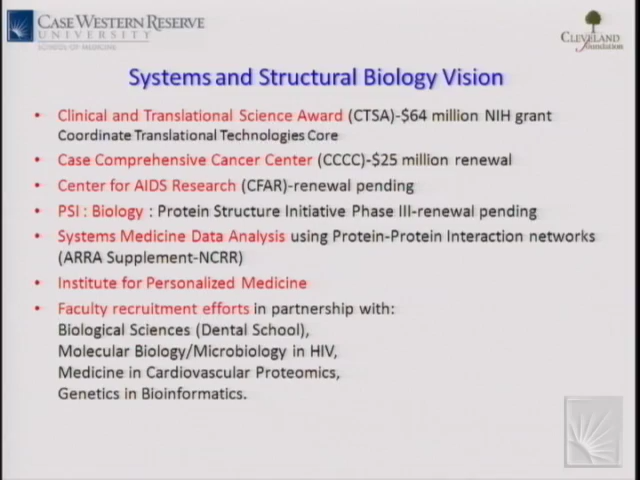 CASE WESTERN RESERVE
UNIVERSITY
SCHOOL OF MEDICINE
CLEVELAND
Foundation
Systems and Structural Biology Vision
• Clinical and Translational Science Award (CTSA)-$64 million NIH grant
Coordinate Translational Technologies Core
• Case Comprehensive Cancer Center (CCCC)-$25 million renewal
• Center for AIDS Research (CFAR)-renewal pending
• PSI : Biology : Protein Structure Initiative Phase III-renewal pending
• Systems Medicine Data Analysis using Protein-Protein Interaction networks
(ARRA Supplement-NCRR)
• Institute for Personalized Medicine
• Faculty recruitment efforts in partnership with:
Biological Sciences (Dental School),
Molecular Biology/Microbiology in HIV,
Medicine in Cardiovascular Proteomics,
Genetics in Bioinformatics.